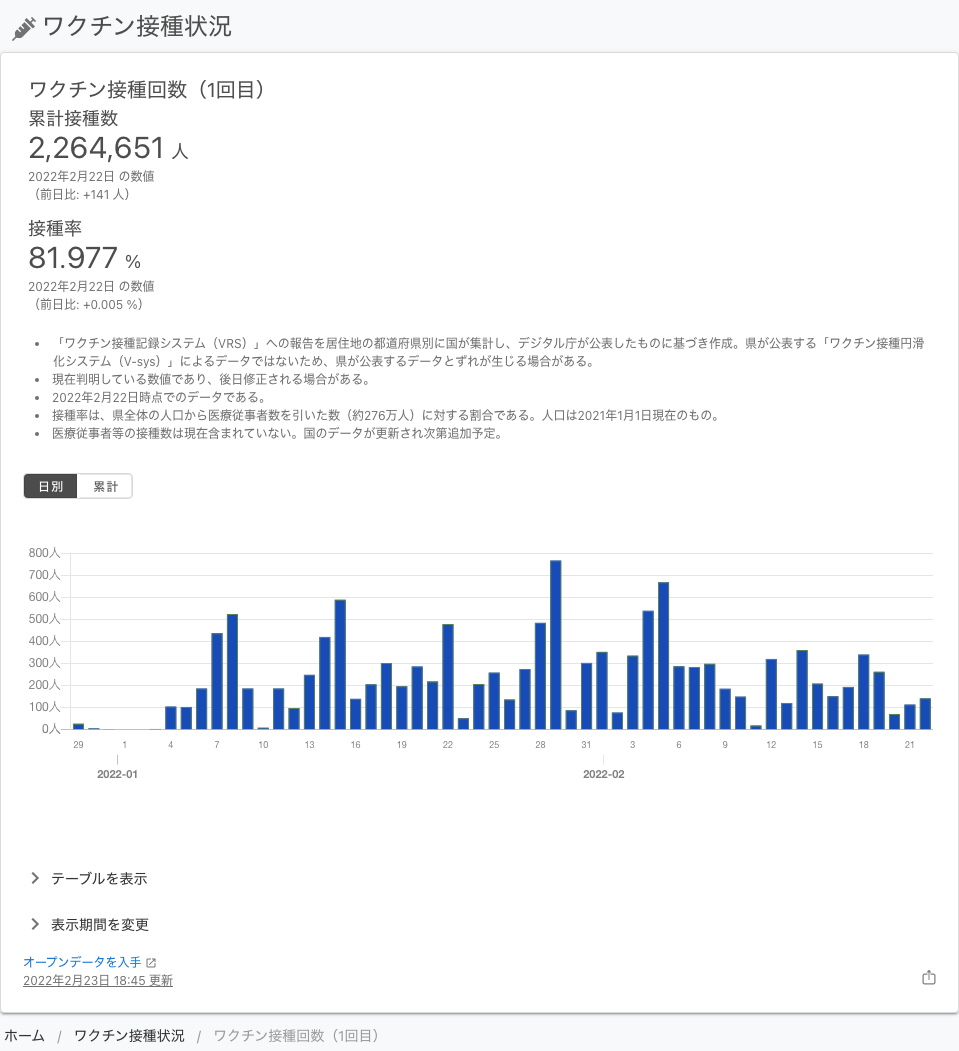 ワクチン接種状況
ワクチン接種回数（1回目）
累計接種数
2,264,651 人
2022年2月22日 の数値
（前日比: +141 人）
接種率
81.977 %
2022年2月22日 の数値
（前日比: +0.005 %）
「ワクチン接種記録システム（VRS）」への報告を居住地の都道府県別に国が集計し、デジタル庁が公表したものに基づき作成。県が公表する「ワクチン接種円滑
化システム（V-sys）」によるデータではないため、県が公表するデータとずれが生じる場合がある。
現在判明している数値であり、後日修正される場合がある。
2022年2月22日時点でのデータである。
接種率は、県全体の人口から医療従事者数を引いた数（約276万人）に対する割合である。人口は2021年1月1日現在のもの。
医療従事者等の接種数は現在含まれていない。国のデータが更新され次第追加予定。
日別 累計
800人
700人
600人
500人
400人
300人
200人
100人
0人
29 1 4 7 10 13 16 19 22 25 28 31 3 6 9 12 15 18 21
2022-01 2022-02
テーブルを表示
表示期間を変更
オープンデータを入手
2022年2月23日 18:45 更新
ホーム / ワクチン接種状況 / ワクチン接種回数（1回目）